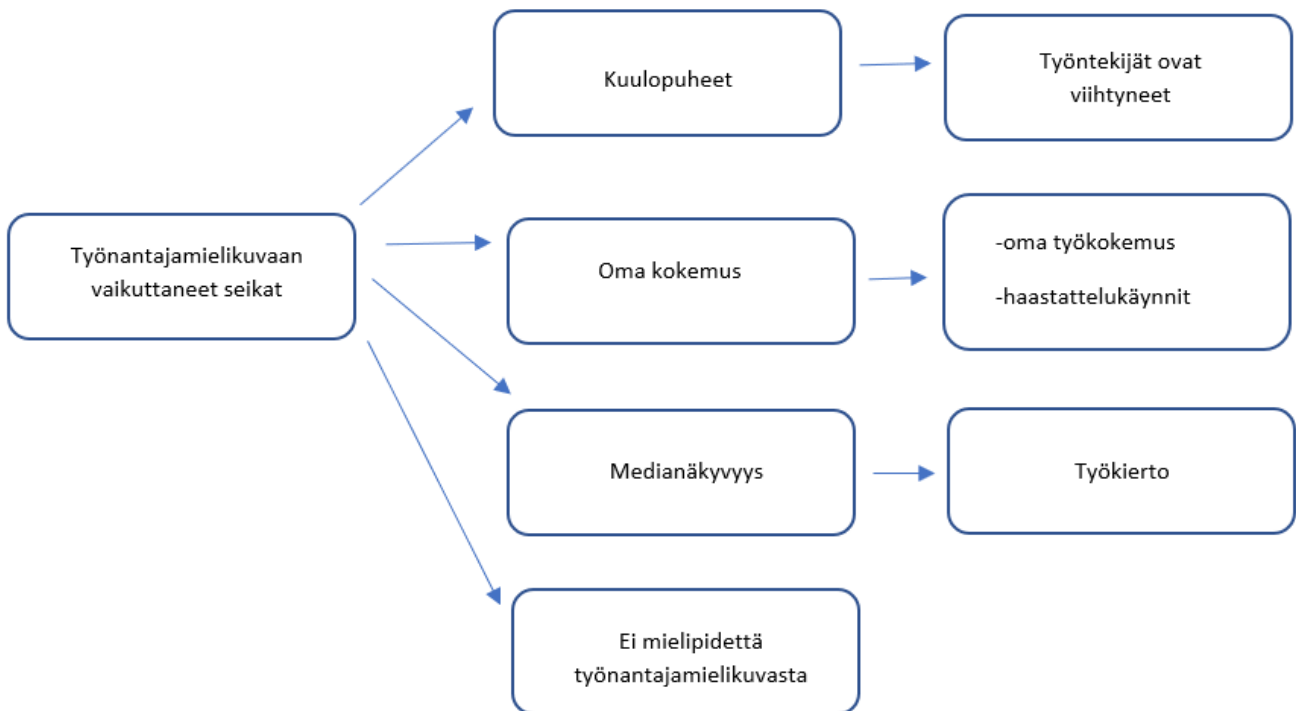 Kuulopuheet
Työntekijät ovat
viihtyneet
Työnantajamielikuvaan
vaikuttaneet seikat
Oma kokemus
-oma työkokemus
-haastattelukäynnit
Medianäkyvyys
Työkierto
Ei mielipidettä
työnantajamielikuvasta